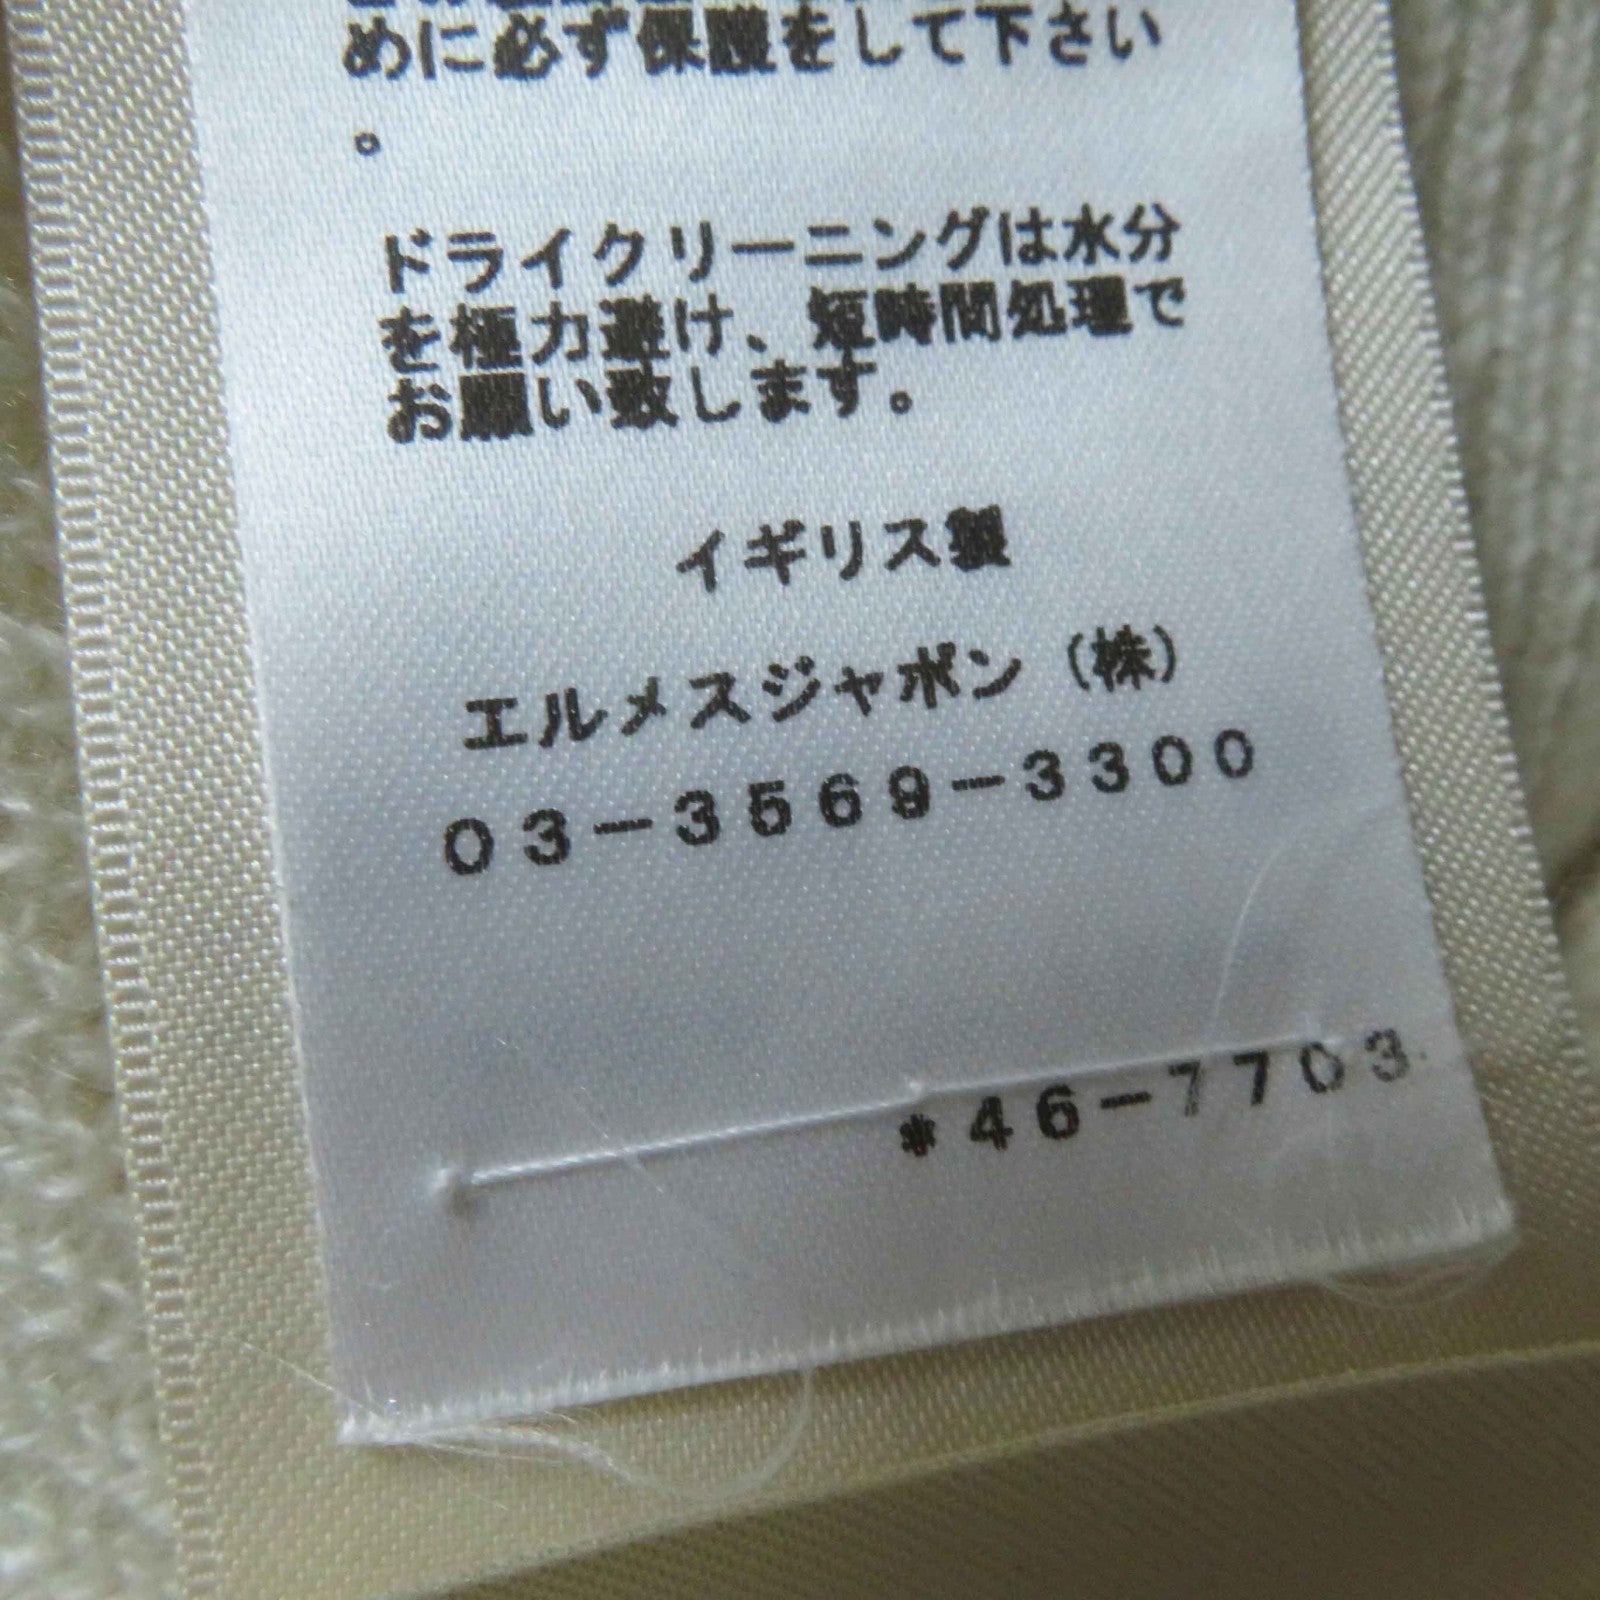 めに必ず保護をして下さい
。
ドライクリーニングは水分
を極力避け、短時間処理で
お願い致します。
イギリス製
エルメスジャポン（株）
03-3569-3300
*46-7703